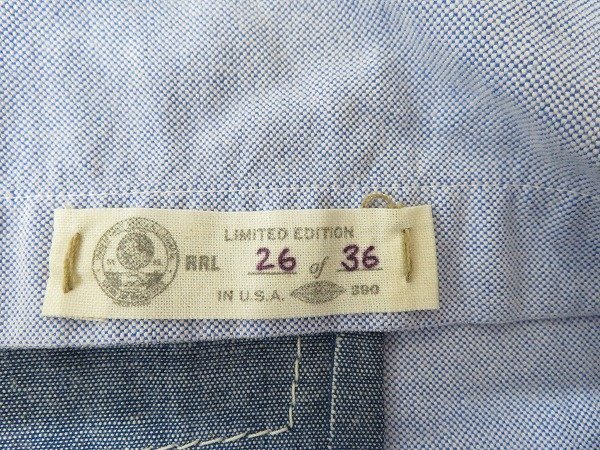 LIMITED EDITION
RRL 26 of 36
IN U.S.A. 390